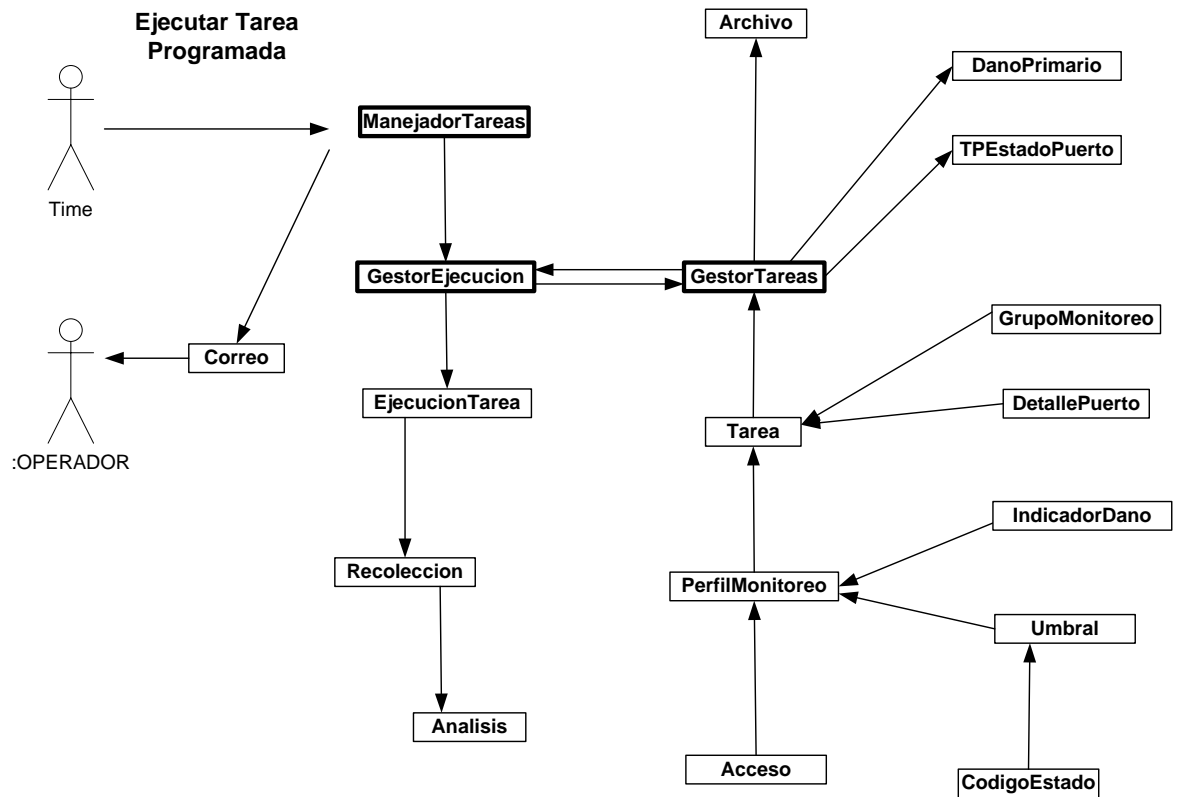 Ejecutar Tarea
Programada
Archivo
DanoPrimario
ManejadorTareas
TPEstadoPuerto
Time
GestorEjecucion
GestorTareas
GrupoMonitoreo
Correo
EjecucionTarea
DetallePuerto
Tarea
:OPERADOR
IndicadorDano
Recoleccion
PerfilMonitoreo
Umbral
Análisis
Acceso
CodigoEstado